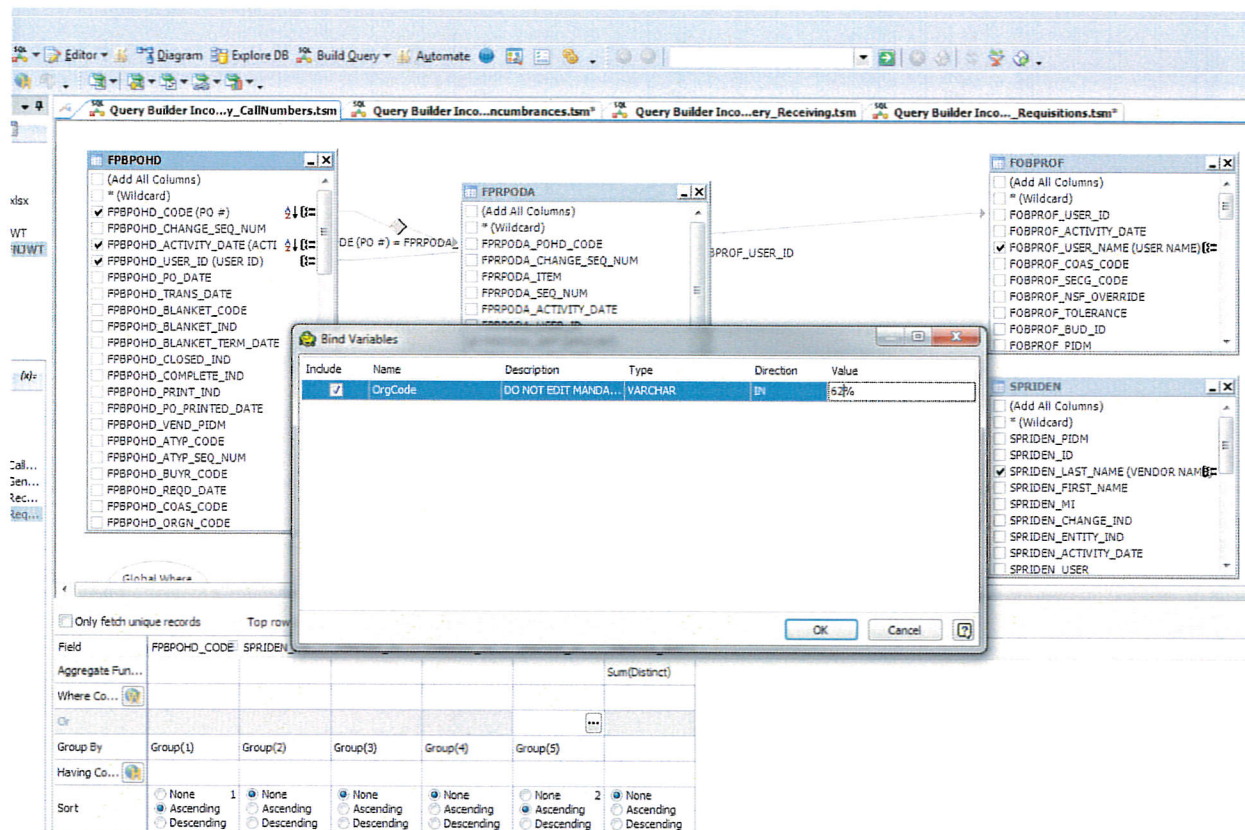 Editor Diagram Explore DB Build Query Automate
Query Builder Inco...y_CallNumbers.tsm Query Builder Inco...ncumbrances.tsm* Query Builder Inco...ery_Receiving.tsm Query Builder Inco..._Requisitions.tsm*
xlsx
WT
(x)=
Call...
Gen...
Rec...
Req...
FPBPOHD
(Add All Columns)
* (Wildcard)
FPBPOHD_CODE (PO #)
FPBPOHD_CHANGE_SEQ_NUM
FPBPOHD_ACTIVITY_DATE (ACTI
FPBPOHD_USER_ID (USER ID)
FPBPOHD_PO_DATE
FPBPOHD_TRANS_DATE
FPBPOHD_BLANKET_CODE
FPBPOHD_BLANKET_IND
FPBPOHD_BLANKET_TERM_DATE
FPBPOHD_CLOSED_IND
FPBPOHD_COMPLETE_IND
FPBPOHD_PRINT_IND
FPBPOHD_PO_PRINTED_DATE
FPBPOHD_VEND_PIDM
FPBPOHD_ATYP_CODE
FPBPOHD_ATYP_SEQ_NUM
FPBPOHD_BUYR_CODE
FPBPOHD_REQD_DATE
FPBPOHD_COAS_CODE
FPBPOHD_ORGN_CODE
DE (PO #) = FPRPODA
FPRPODA
(Add All Columns)
* (Wildcard)
FPRPODA_POHD_CODE
FPRPODA_CHANGE_SEQ_NUM
FPRPODA_ITEM
FPRPODA_SEQ_NUM
FPRPODA_ACTIVITY_DATE
BPROF_USER_ID
FOBPROF
(Add All Columns)
* (Wildcard)
FOBPROF_USER_ID
FOBPROF_ACTIVITY_DATE
FOBPROF_USER_NAME (USER NAME)
FOBPROF_COAS_CODE
FOBPROF_SECG_CODE
FOBPROF_NSF_OVERRIDE
FOBPROF_TOLERANCE
FOBPROF_BUD_ID
FOBPROF_PIDM
SPRIDEN
(Add All Columns)
* (Wildcard)
SPRIDEN_PIDM
SPRIDEN_ID
SPRIDEN_LAST_NAME (VENDOR NAME)
SPRIDEN_FIRST_NAME
SPRIDEN_MI
SPRIDEN_CHANGE_IND
SPRIDEN_ENTITY_IND
SPRIDEN_ACTIVITY_DATE
SPRIDEN_USER
Bind Variables
Include Name Description Type Direction Value
OrgCode DO NOT EDIT MANDA... VARCHAR IN 62%
OK Cancel
Global Where
Only fetch unique records Top row
Field FPBPOHD_CODE SPRIDEN_
Aggregate Fun... Sum(Distinct)
Where Co...
Or
Group By Group(1) Group(2) Group(3) Group(4) Group(5)
Having Co...
Sort
None 1 None None None None 2 None
Ascending Ascending Ascending Ascending Ascending Ascending
Descending Descending Descending Descending Descending Descending